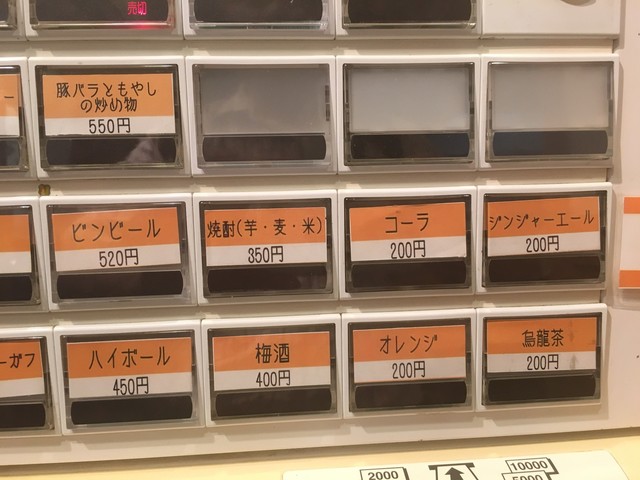 売切
ー
豚バラともやし
の炒め物
550円
ビンビール
520円
焼酎(芋・麦・米)
350円
コーラ
200円
ジンジャーエール
200円
ーガフ
ハイボール
450円
梅酒
400円
オレンジ
200円
烏龍茶
200円
2000
10000
5000